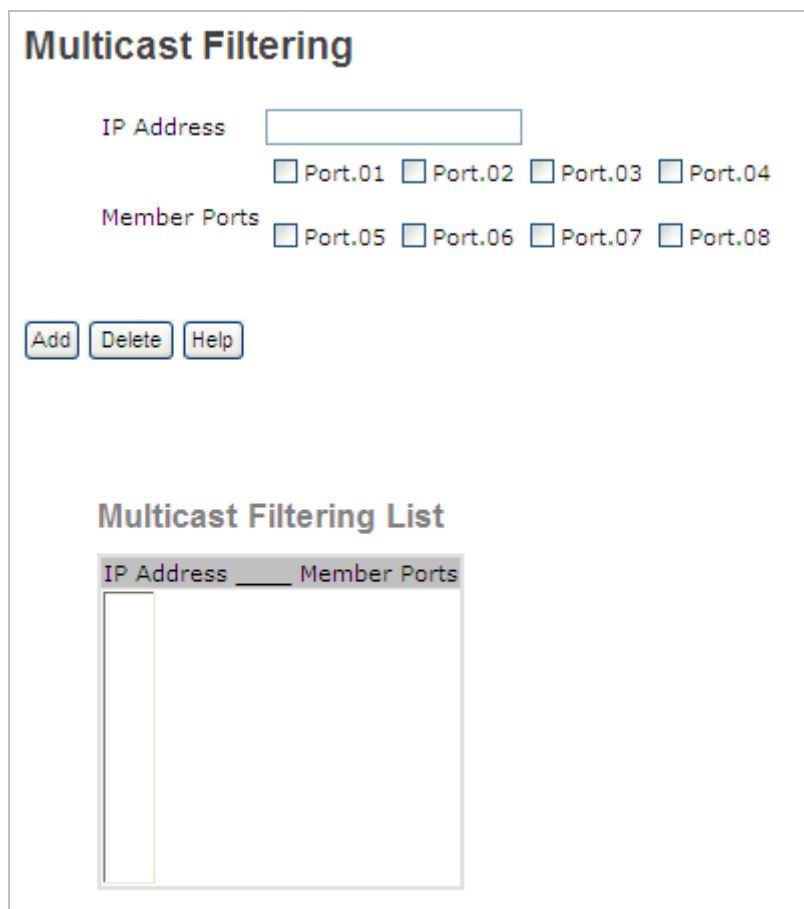 Multicast Filtering
IP Address
Port.01 Port.02 Port.03 Port.04
Member Ports
Port.05 Port.06 Port.07 Port.08
Add Delete Help
Multicast Filtering List
IP Address ____ Member Ports